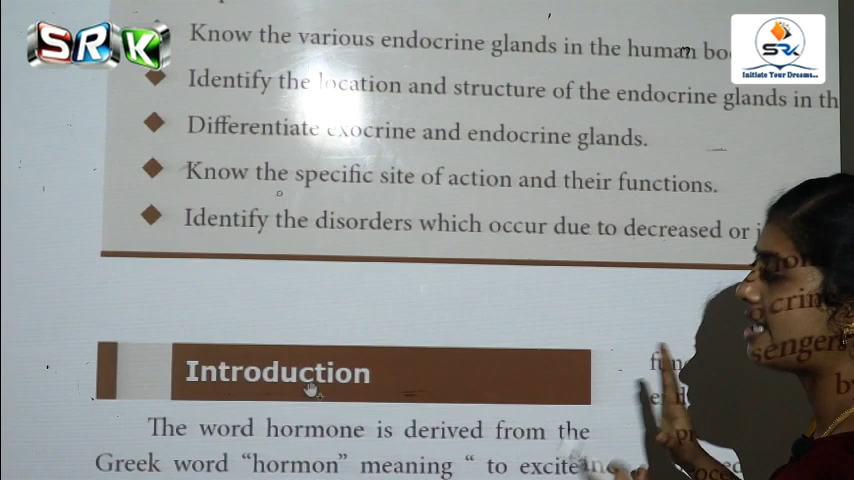 SRK
SRK
Initiate Your Dreams...
Know the various endocrine glands in the human
Identify the location and structure of the endocrine glands in
Differentiate exocrine and endocrine glands.
Know the specific site of action and their functions.
Identify the disorders which occur due to decreased or
Introduction
The word hormone is derived from the
Greek word “hormon” meaning “ to excite